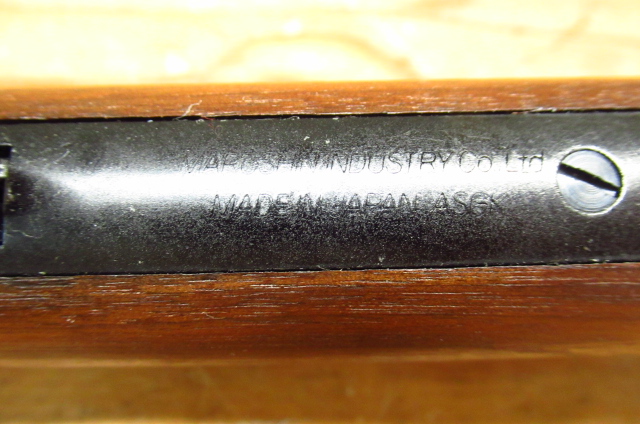 MARUSHIN INDUSTRY Co Ltd
MADE IN JAPAN. ASGK